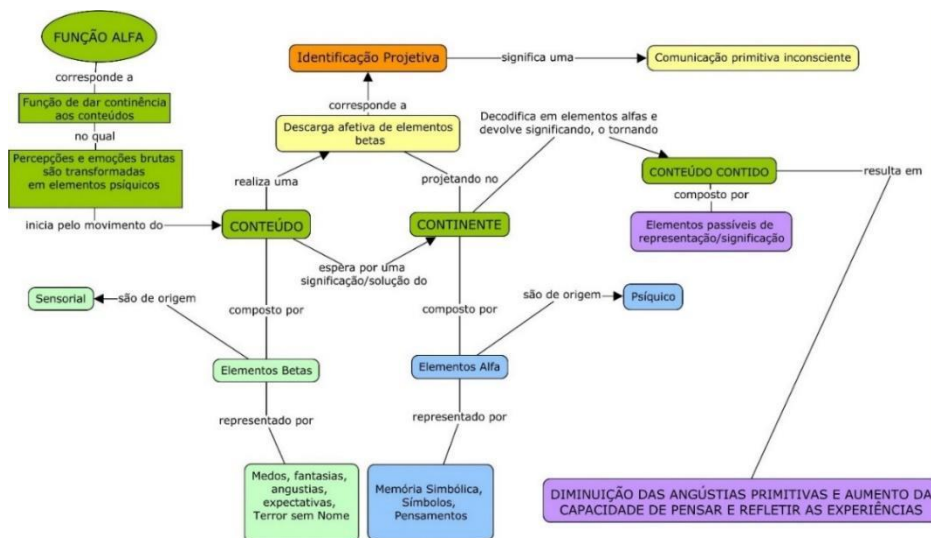 FUNÇÃO ALFA
corresponde a
Função de dar continência
aos conteúdos
no qual
Percepções e emoções brutas
são transformadas
em elementos psíquicos
inicia pelo movimento do
CONTEÚDO
realiza uma
Descarga afetiva de elementos
betas
corresponde a
Identificação Projetiva
significa uma
Comunicação primitiva inconsciente
projetando no
CONTINENTE
espera por uma
significação/solução do
Decodifica em elementos alfas e
devolve significando, o tornando
CONTEÚDO CONTIDO
composto por
Elementos passíveis de
representação/significação
resulta em
DIMINUIÇÃO DAS ANGÚSTIAS PRIMITIVAS E AUMENTO DA
CAPACIDADE DE PENSAR E REFLETIR AS EXPERIÊNCIAS
composto por
Elementos Betas
são de origem
Sensorial
representado por
Medos, fantasias,
angustias,
expectativas,
Terror sem Nome
composto por
Elementos Alfa
são de origem
Psíquico
representado por
Memória Simbólica,
Símbolos,
Pensamentos